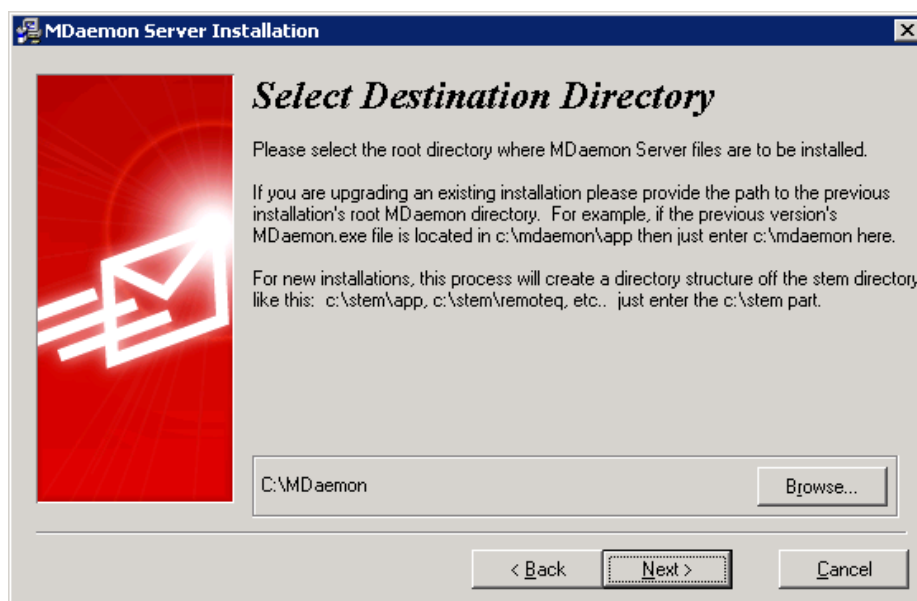 MDaemon Server Installation
Select Destination Directory
Please select the root directory where MDaemon Server files are to be installed.
If you are upgrading an existing installation please provide the path to the previous
installation's root MDaemon directory.  For example, if the previous version's
MDaemon.exe file is located in c:\mdaemon\app then just enter c:\mdaemon here.
For new installations, this process will create a directory structure off the stem directory
like this:  c:\stem\app, c:\stem\remoteq, etc..  just enter the c:\stem part.
C:\MDaemon
Browse...
< Back
Next >
Cancel